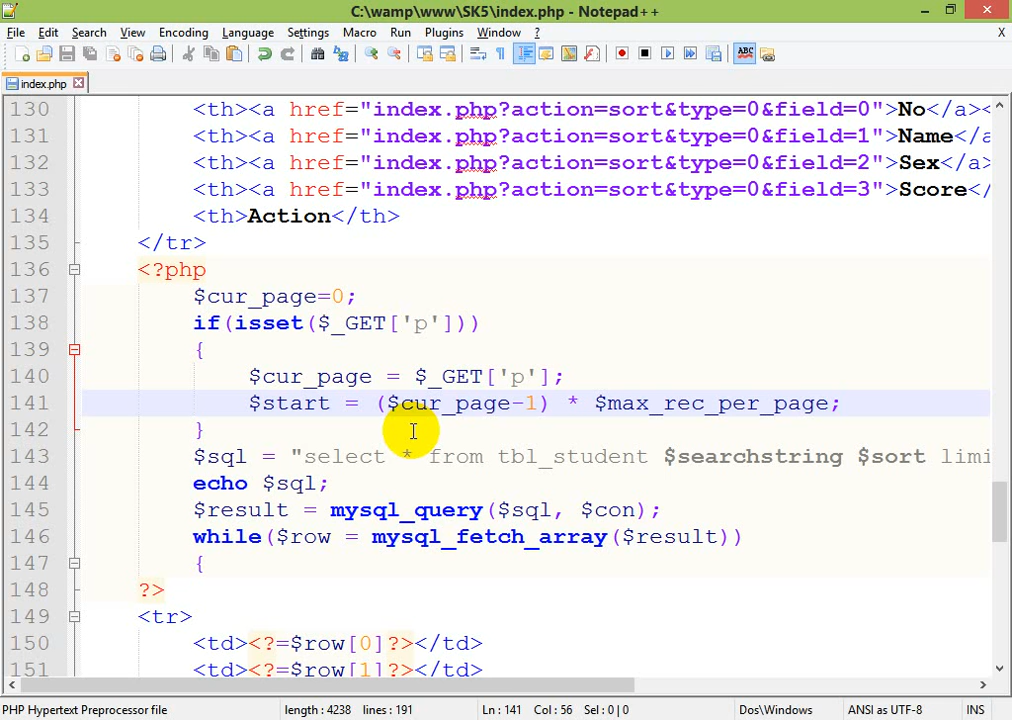 C:\wamp\www\SK5\index.php - Notepad++
File Edit Search View Encoding Language Settings Macro Run Plugins Window ? X
ABC
index.php
130 <th><a href="index.php?action=sort&type=0&field=0">No</a><
131 <th><a href="index.php?action=sort&type=0&field=1">Name</a
132 <th><a href="index.php?action=sort&type=0&field=2">Sex</a>
133 <th><a href="index.php?action=sort&type=0&field=3">Score</
134 <th>Action</th>
135 </tr>
136 <?php
137 $cur_page=0;
138 if(isset($_GET['p']))
139 {
140 $cur_page = $_GET['p'];
141 $start = ($cur_page-1) * $max_rec_per_page;
142 }
143 $sql = "select * from tbl_student $searchstring $sort limi
144 echo $sql;
145 $result = mysql_query($sql, $con);
146 while($row = mysql_fetch_array($result))
147 {
148 ?>
149 <tr>
150 <td><?=$row[0]?></td>
151 <td><?=$row[1]?></td>
PHP Hypertext Preprocessor file length : 4238 lines : 191 Ln : 141 Col : 56 Sel : 0 | 0 Dos\Windows ANSI as UTF-8 INS